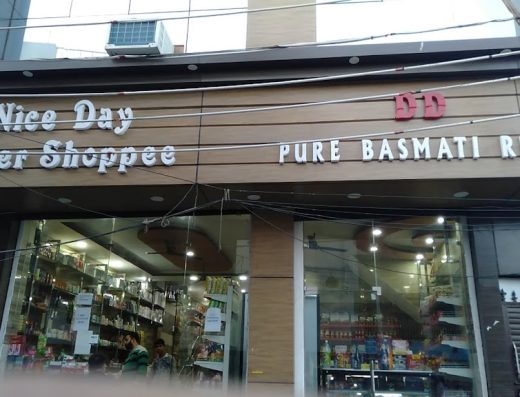 Nice Day
er Shoppee
DD
PURE BASMATI R